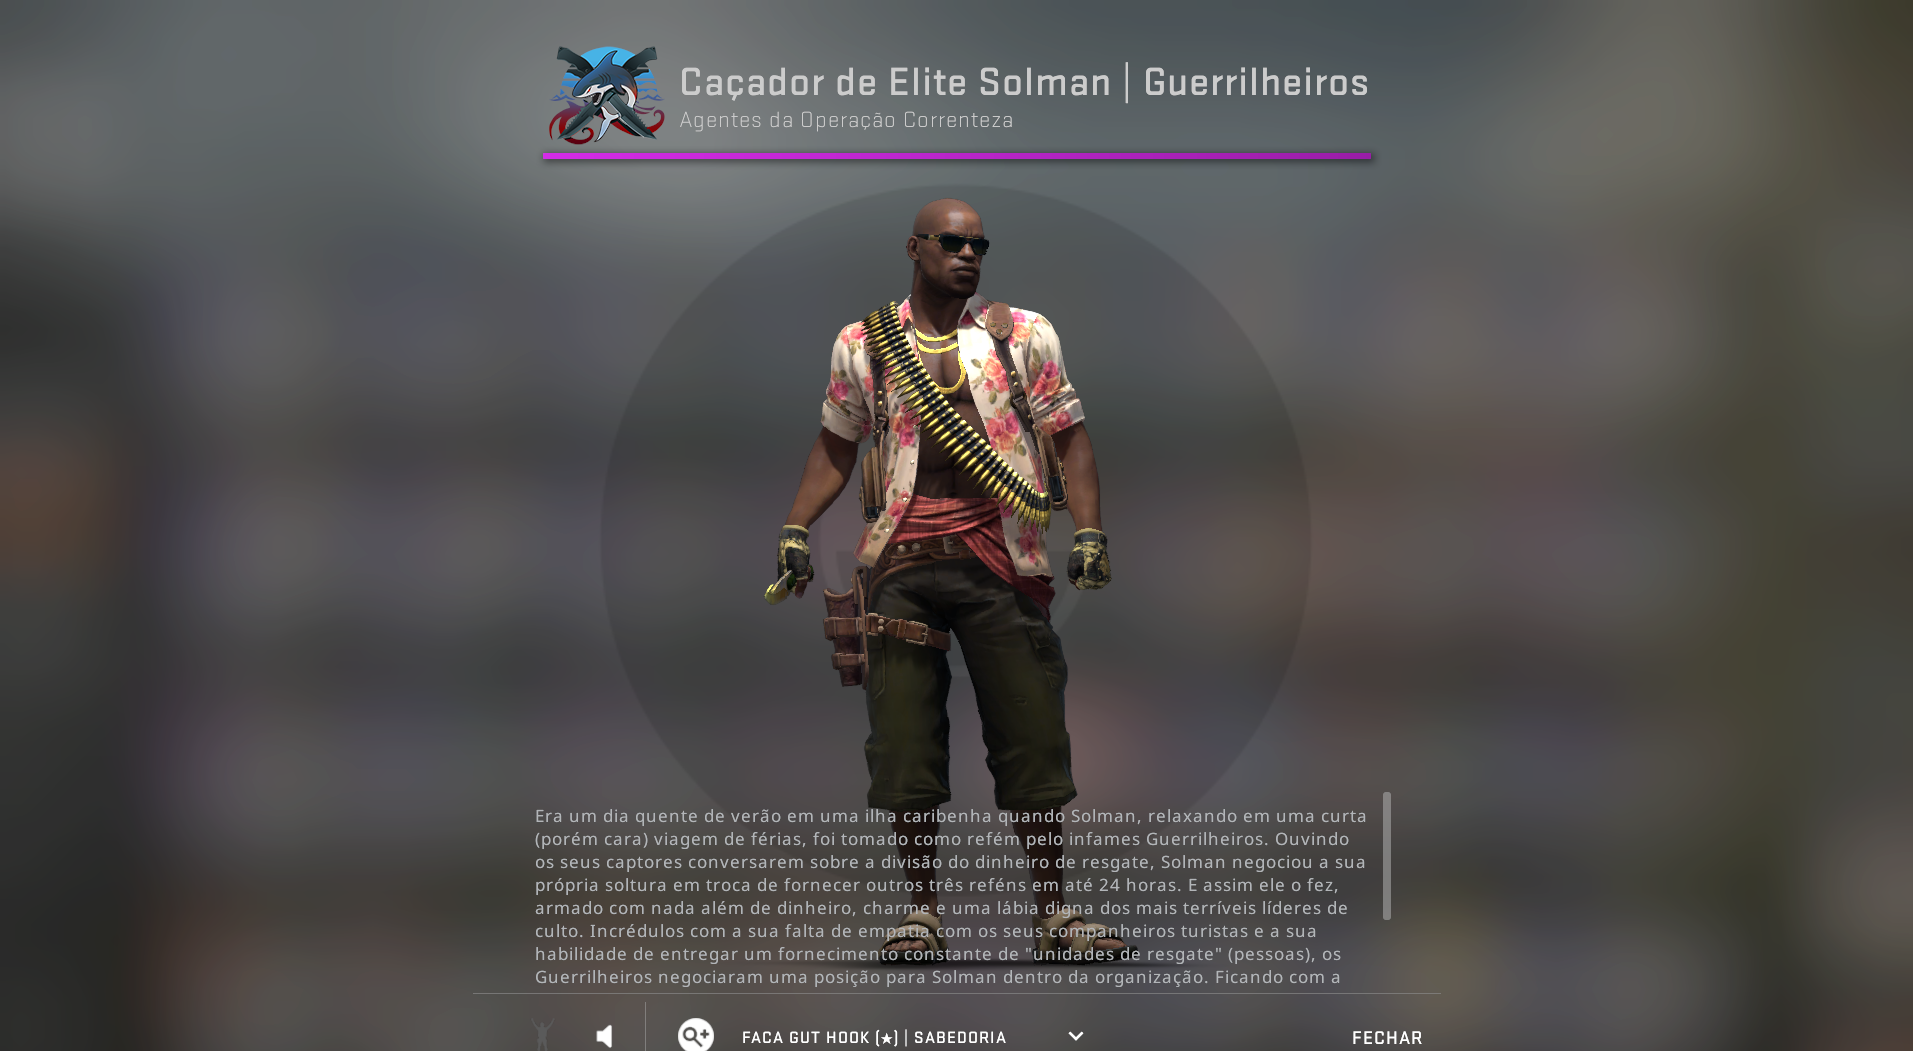 Caçador de Elite Solman | Guerrilheiros
Agentes da Operação Correnteza
Era um dia quente de verão em uma ilha caribenha quando Solman, relaxando em uma curta
(porém cara) viagem de férias, foi tomado como refém pelo infames Guerrilheiros. Ouvindo
os seus captores conversarem sobre a divisão do dinheiro de resgate, Solman negociou a sua
própria soltura em troca de fornecer outros três reféns em até 24 horas. E assim ele o fez,
armado com nada além de dinheiro, charme e uma lábia digna dos mais terríveis líderes de
culto. Incrédulos com a sua falta de empatia com os seus companheiros turistas e a sua
habilidade de entregar um fornecimento constante de "unidades de resgate" (pessoas), os
Guerrilheiros negociaram uma posição para Solman dentro da organização. Ficando com a
FACA GUT HOOK (★) | SABEDORIA
FECHAR